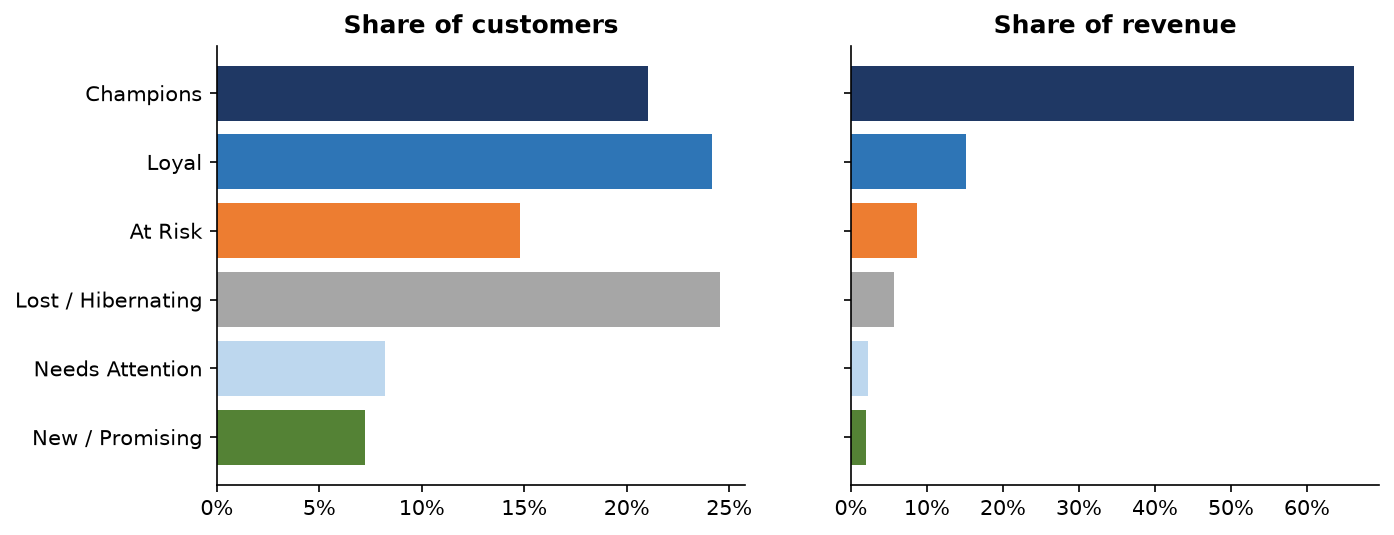 Share of customers
Share of revenue
Champions
Loyal
At Risk
Lost / Hibernating
Needs Attention
New / Promising
0% 5% 10% 15% 20% 25%
0% 10% 20% 30% 40% 50% 60%